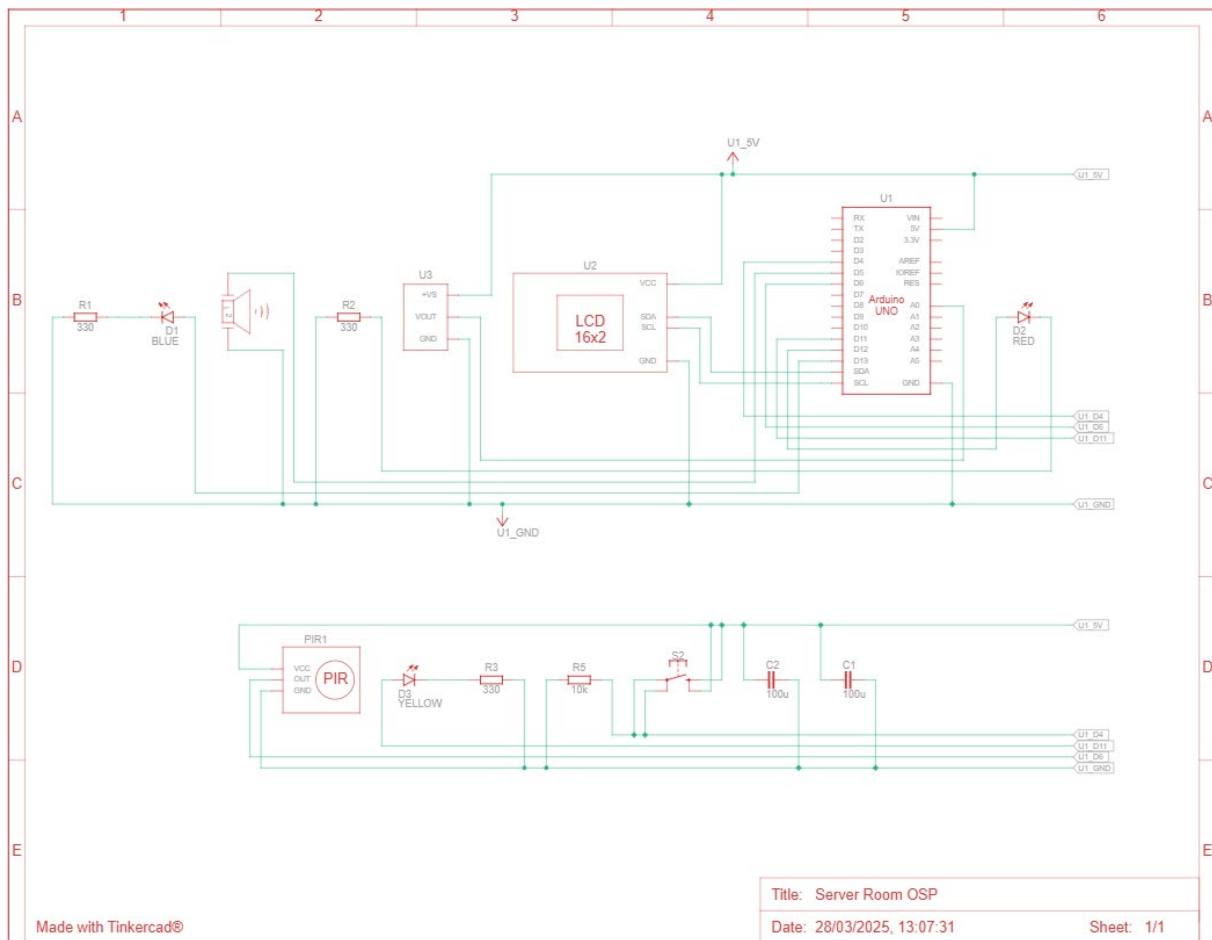 1 2 3 4 5 6
A A
U1_5V
U1_5V
U1
RX VIN
TX 5V
D2 3.3V
D3
D4 AREF
D5 IOREF
D6 RES
D7
D8 A0
D9 A1
D10 A2
D11 A3
D12 A4
D13 A5
SDA
SCL GND
Arduino
UNO
B B
R1
330
D1
BLUE
R2
330
U3
+VS
VOUT
GND
U2
VCC
SDA
SCL
GND
LCD
16x2
D2
RED
U1_D4
U1_D6
U1_D11
C C
U1_GND
U1_GND
U1_5V
D D
PIR1
VCC
OUT
GND
PIR
D3
YELLOW
R3
330
R5
10k
S2
C2
100u
C1
100u
U1_D4
U1_D11
U1_D6
U1_GND
E E
Title: Server Room OSP
Made with Tinkercad®
Date: 28/03/2025, 13:07:31 Sheet: 1/1